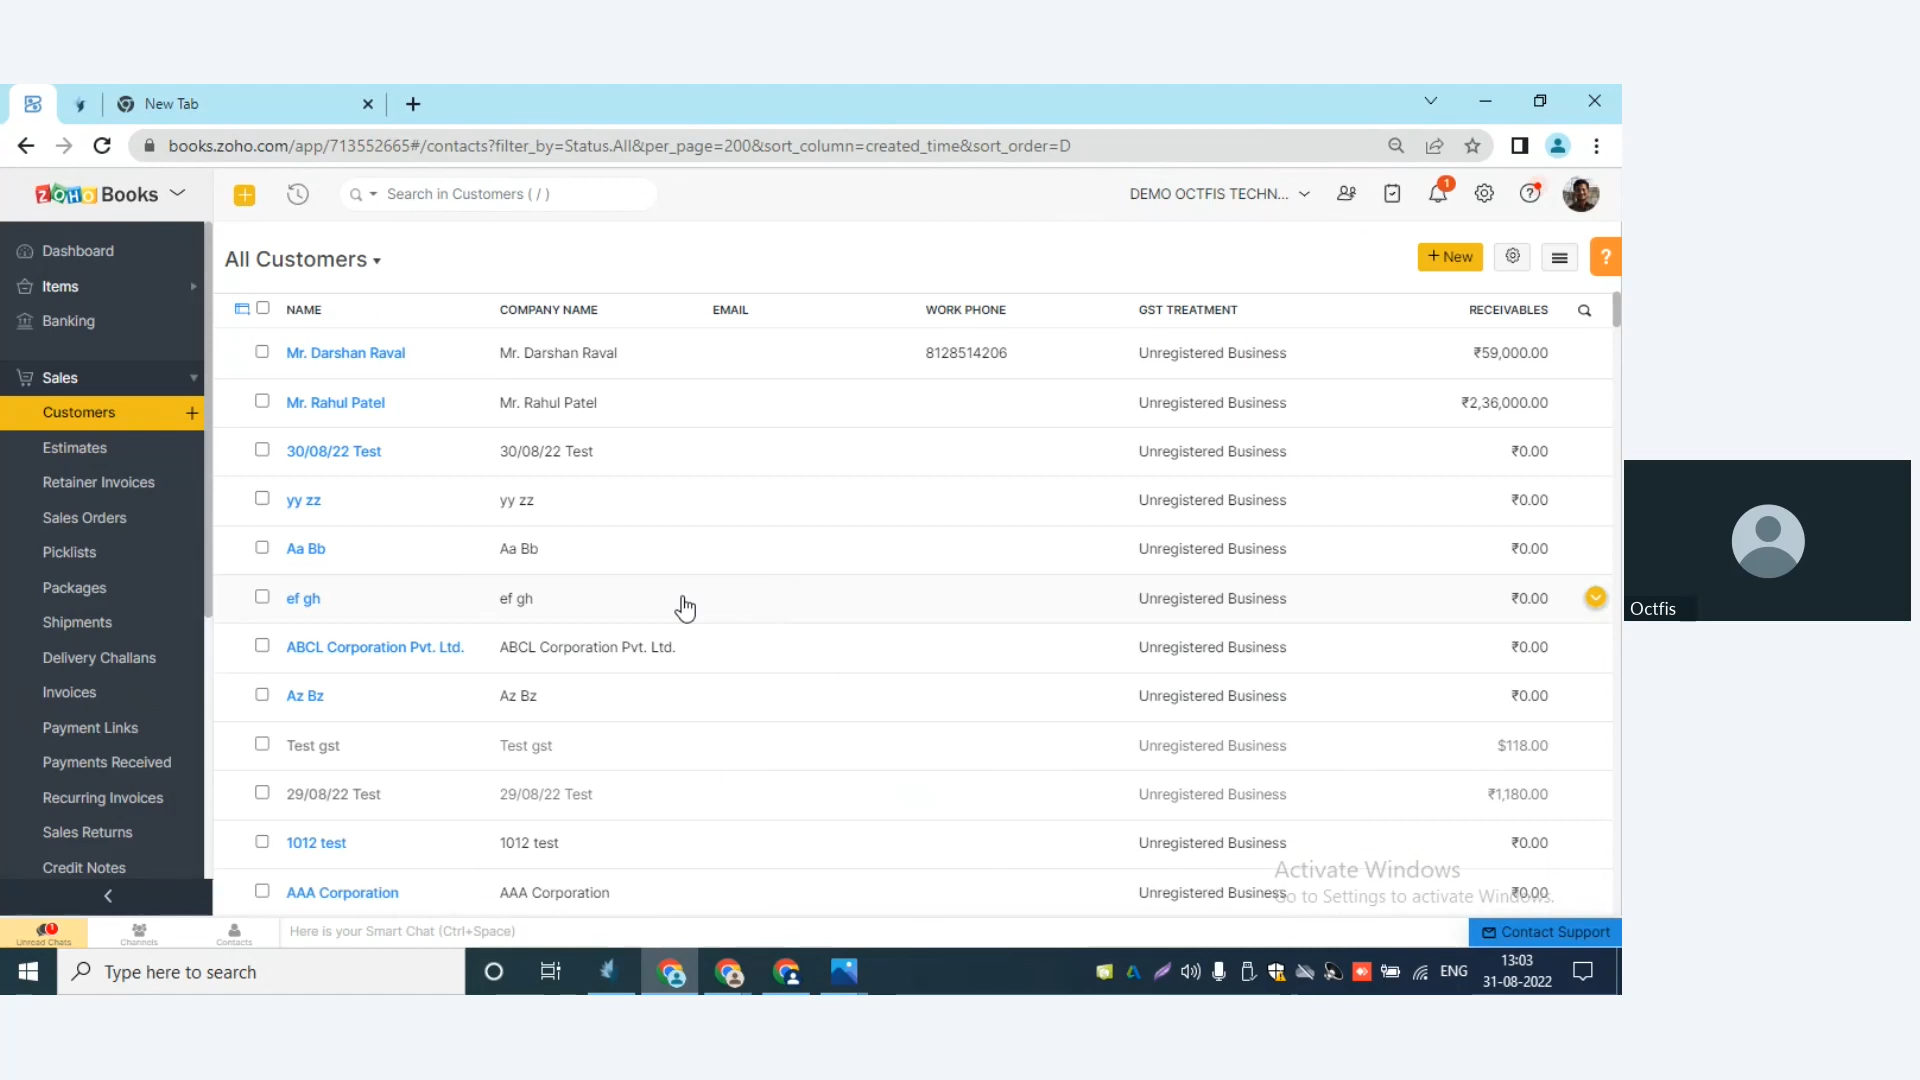 New Tab
books.zoho.com/app/713552665#/contacts?filter_by=Status.All&per_page=200&sort_column=created_time&sort_order=D
ZOHO Books
Search in Customers ( / )
DEMO OCTFIS TECHN...
1
Dashboard
Items
Banking
Sales
Customers
Estimates
Retainer Invoices
Sales Orders
Picklists
Packages
Shipments
Delivery Challans
Invoices
Payment Links
Payments Received
Recurring Invoices
Sales Returns
Credit Notes
All Customers
+ New
?
NAME COMPANY NAME EMAIL WORK PHONE GST TREATMENT RECEIVABLES
Mr. Darshan Raval Mr. Darshan Raval 8128514206 Unregistered Business ₹59,000.00
Mr. Rahul Patel Mr. Rahul Patel Unregistered Business ₹2,36,000.00
30/08/22 Test 30/08/22 Test Unregistered Business ₹0.00
yy zz yy zz Unregistered Business ₹0.00
Aa Bb Aa Bb Unregistered Business ₹0.00
ef gh ef gh Unregistered Business ₹0.00
ABCL Corporation Pvt. Ltd. ABCL Corporation Pvt. Ltd. Unregistered Business ₹0.00
Az Bz Az Bz Unregistered Business ₹0.00
Test gst Test gst Unregistered Business $118.00
29/08/22 Test 29/08/22 Test Unregistered Business ₹1,180.00
1012 test 1012 test Unregistered Business ₹0.00
AAA Corporation AAA Corporation Unregistered Business ₹0.00
Activate Windows
Go to Settings to activate Windows.
Octfis
1
Unread Chats Channels Contacts Here is your Smart Chat (Ctrl+Space)
Contact Support
Type here to search
ENG
13:03
31-08-2022